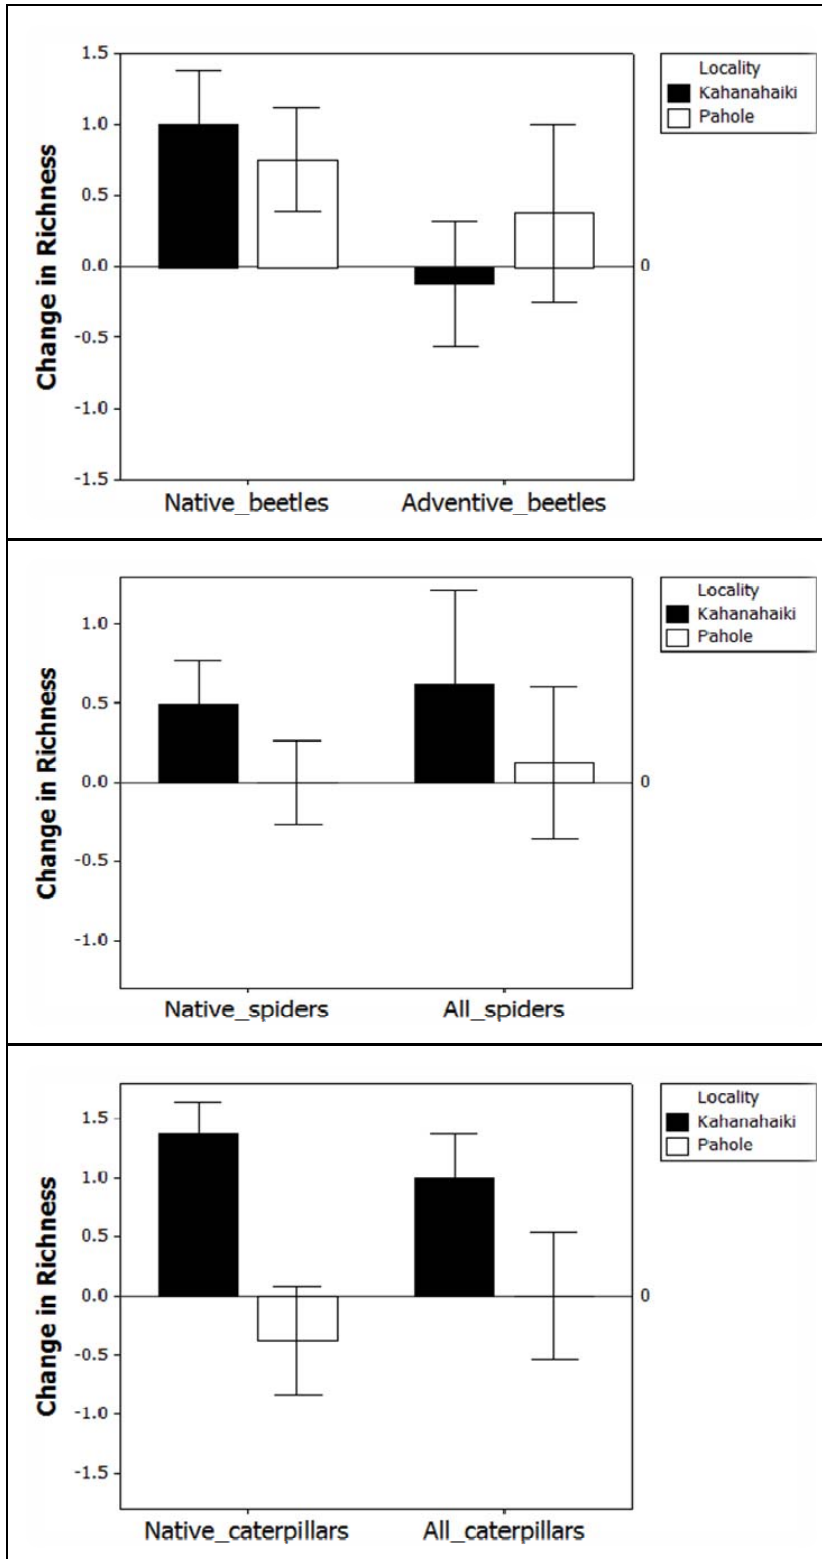 Change in Richness
1.5
1.0
0.5
0.0
-0.5
-1.0
-1.5
0
Native_beetles Adventive_beetles
Locality
Kahanahaiki
Pahole
Change in Richness
1.0
0.5
0.0
-0.5
-1.0
0
Native_spiders All_spiders
Locality
Kahanahaiki
Pahole
Change in Richness
1.5
1.0
0.5
0.0
-0.5
-1.0
-1.5
0
Native_caterpillars All_caterpillars
Locality
Kahanahaiki
Pahole